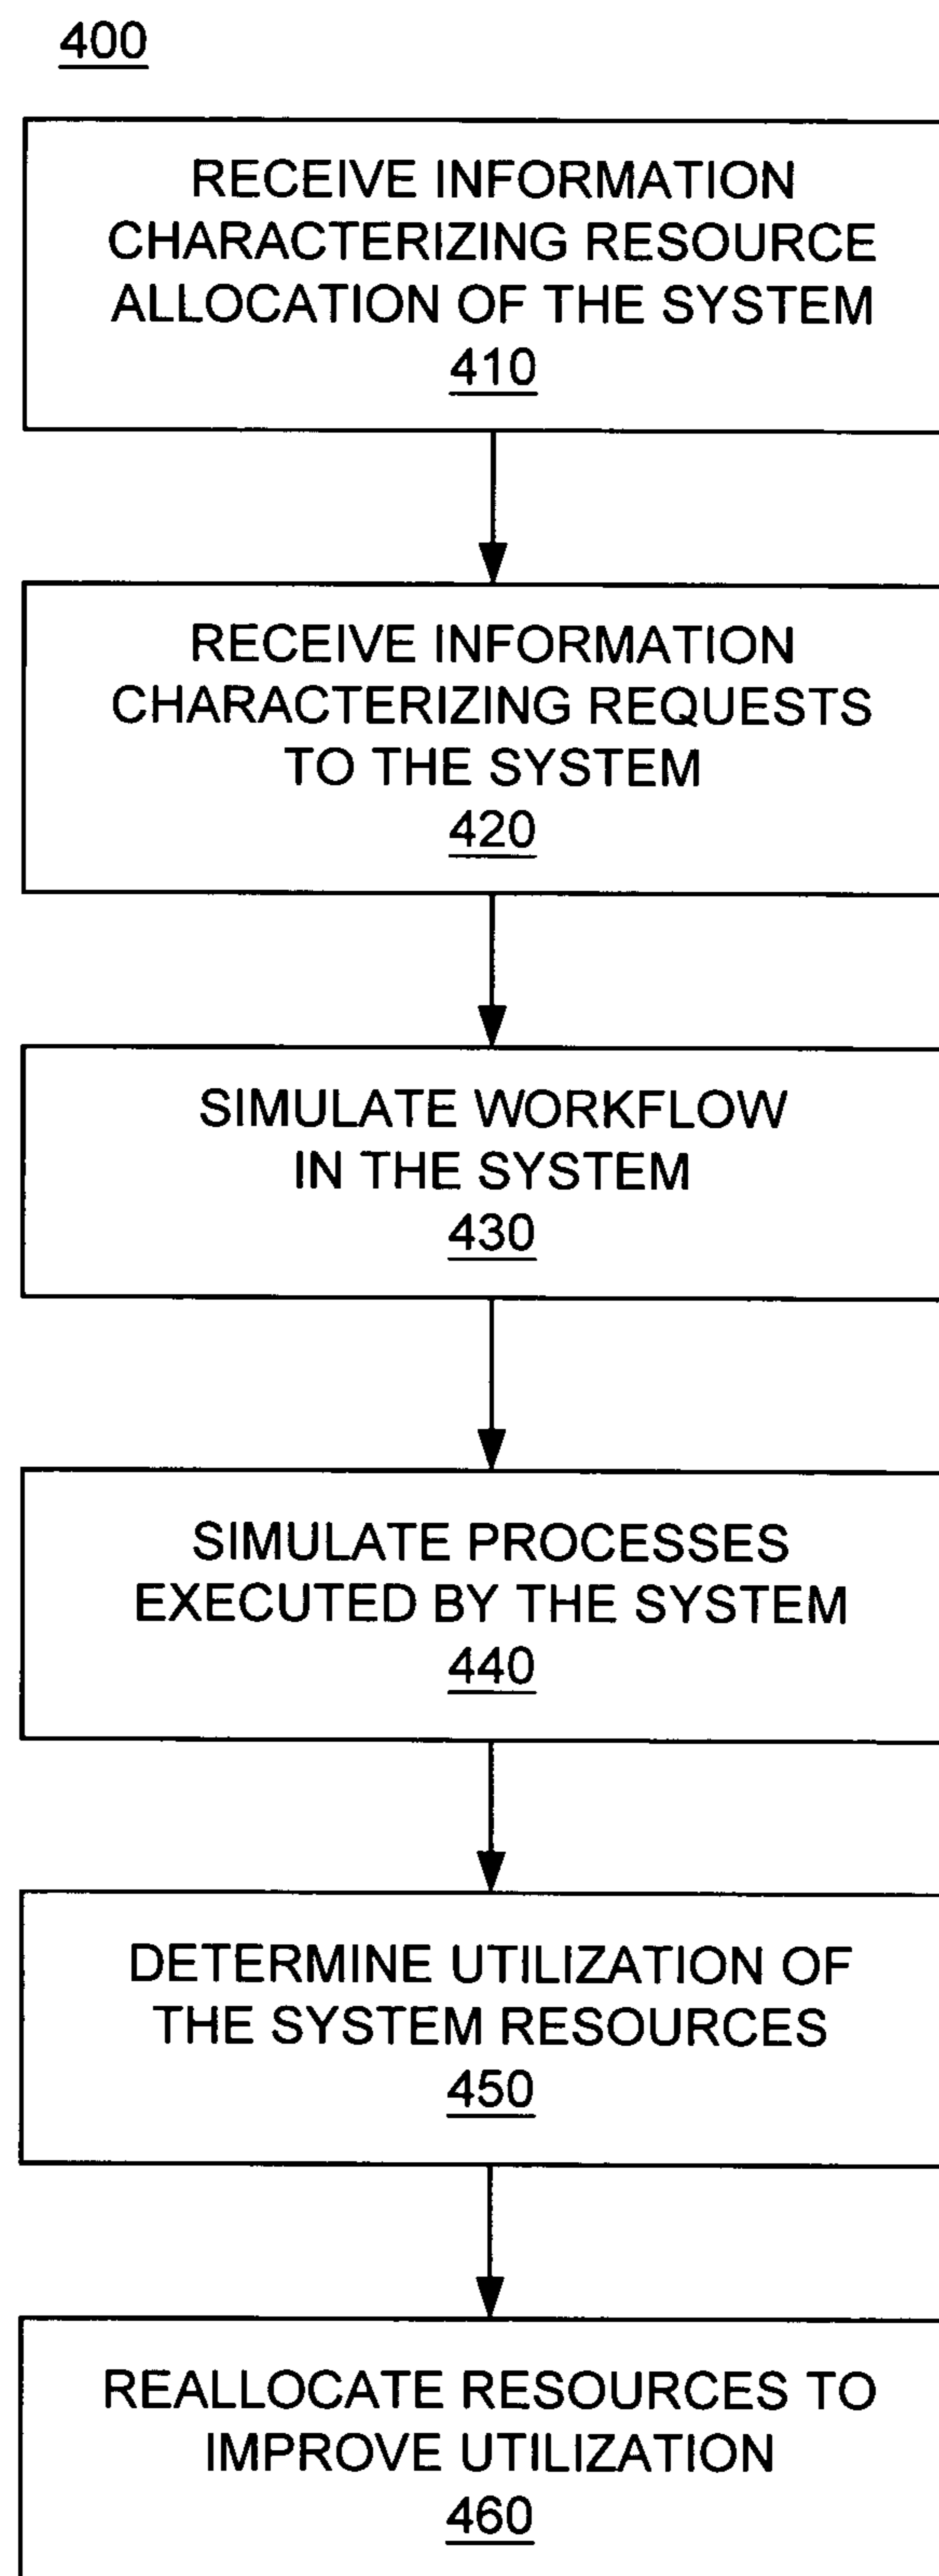 400
RECEIVE INFORMATION
CHARACTERIZING RESOURCE
ALLOCATION OF THE SYSTEM
410
RECEIVE INFORMATION
CHARACTERIZING REQUESTS
TO THE SYSTEM
420
SIMULATE WORKFLOW
IN THE SYSTEM
430
SIMULATE PROCESSES
EXECUTED BY THE SYSTEM
440
DETERMINE UTILIZATION OF
THE SYSTEM RESOURCES
450
REALLOCATE RESOURCES TO
IMPROVE UTILIZATION
460